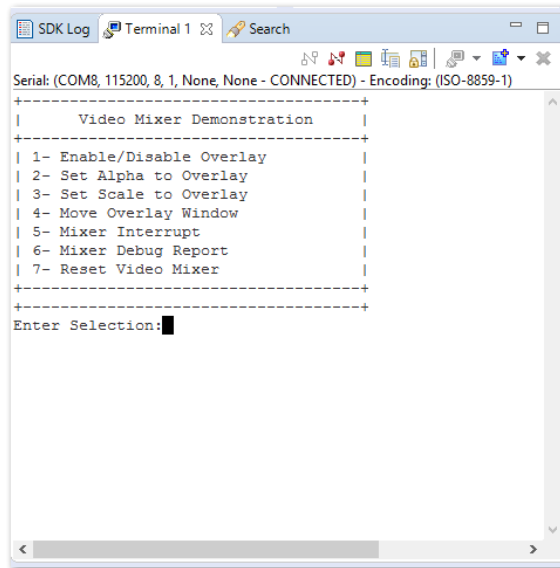 SDK Log Terminal 1 Search
Serial: (COM8, 115200, 8, 1, None, None - CONNECTED) - Encoding: (ISO-8859-1)
+-------------------------------------+
|      Video Mixer Demonstration      |
+-------------------------------------+
| 1- Enable/Disable Overlay           |
| 2- Set Alpha to Overlay             |
| 3- Set Scale to Overlay             |
| 4- Move Overlay Window              |
| 5- Mixer Interrupt                  |
| 6- Mixer Debug Report               |
| 7- Reset Video Mixer                |
+-------------------------------------+
+-------------------------------------+
Enter Selection: